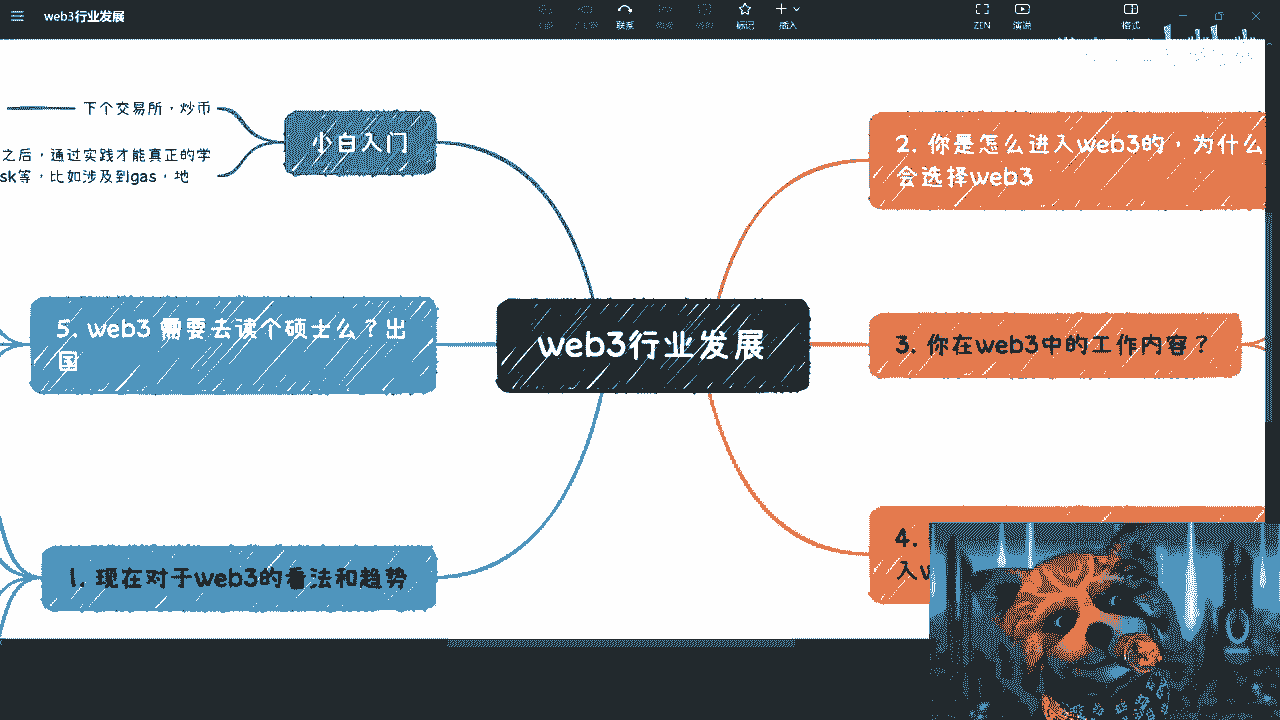 web3行业发展
联系
标记
插入
ZEN
演说
格式
下个交易所，炒币
之后，通过实践才能真正的学
sk等，比如涉及到gas，地
小白入门
5. web3 需要去读个硕士么？出
国
1. 现在对于web3的看法和趋势
web3行业发展
2. 你是怎么进入web3的，为什么
会选择web3
3. 你在web3中的工作内容？
4.
入